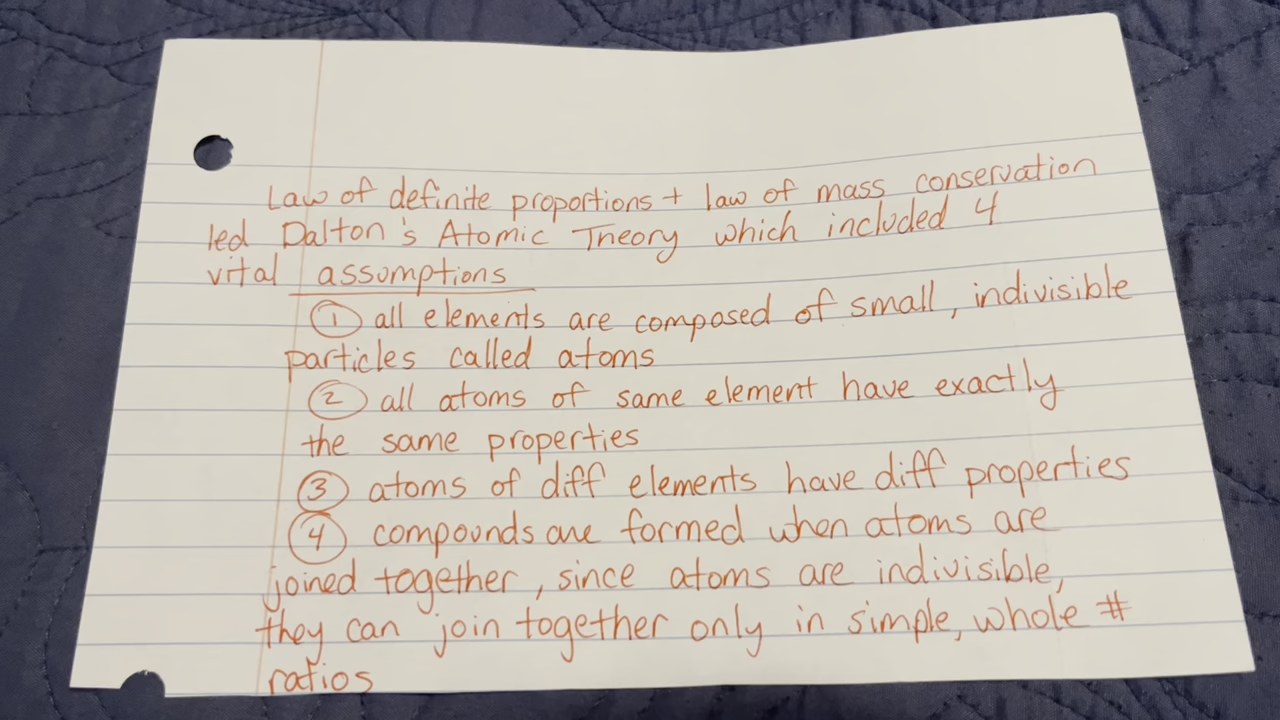 Law of definite proportions + law of mass conservation
led Dalton's Atomic Theory which included 4
vital assumptions
① all elements are composed of small, indivisible
particles called atoms
② all atoms of same element have exactly
the same properties
③ atoms of diff elements have diff properties
④ compounds are formed when atoms are
joined together, since atoms are indivisible,
they can join together only in simple, whole #
ratios